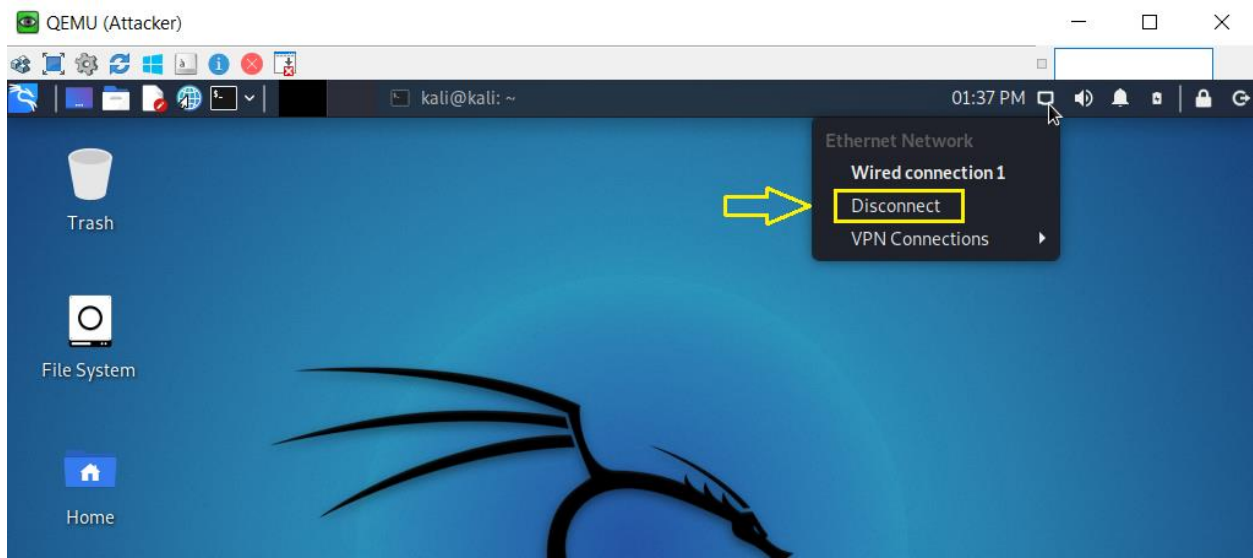 QEMU (Attacker)
kali@kali: ~
01:37 PM
Ethernet Network
Wired connection 1
Disconnect
VPN Connections
Trash
File System
Home